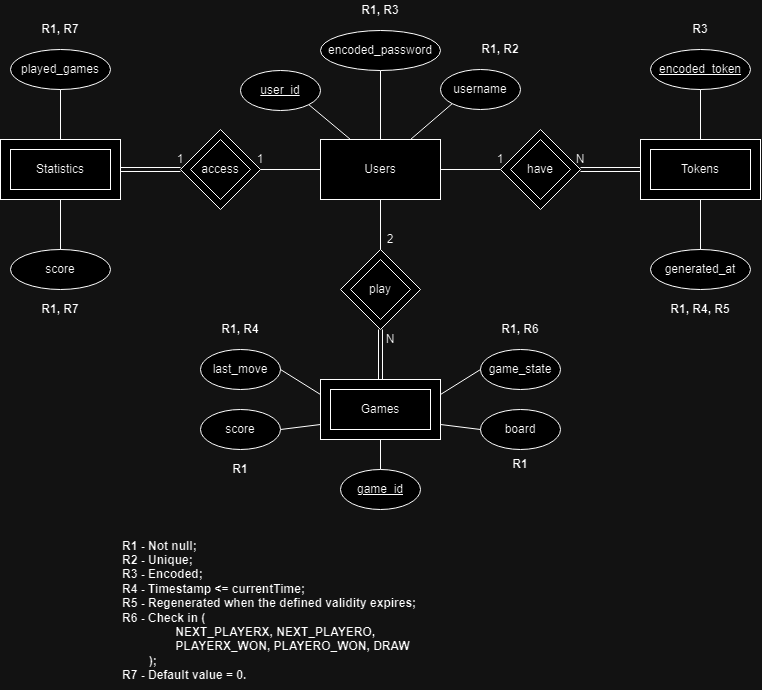 R1, R3
R1, R7
R1, R2
R3
played_games
encoded_password
user_id
username
encoded_token
Statistics
1
access
1
Users
1
have
N
Tokens
score
2
generated_at
R1, R7
play
R1, R4, R5
R1, R4
N
R1, R6
last_move
game_state
Games
score
board
R1
R1
game_id
R1 - Not null;
R2 - Unique;
R3 - Encoded;
R4 - Timestamp <= currentTime;
R5 - Regenerated when the defined validity expires;
R6 - Check in (
NEXT_PLAYERX, NEXT_PLAYERO,
PLAYERX_WON, PLAYERO_WON, DRAW
);
R7 - Default value = 0.